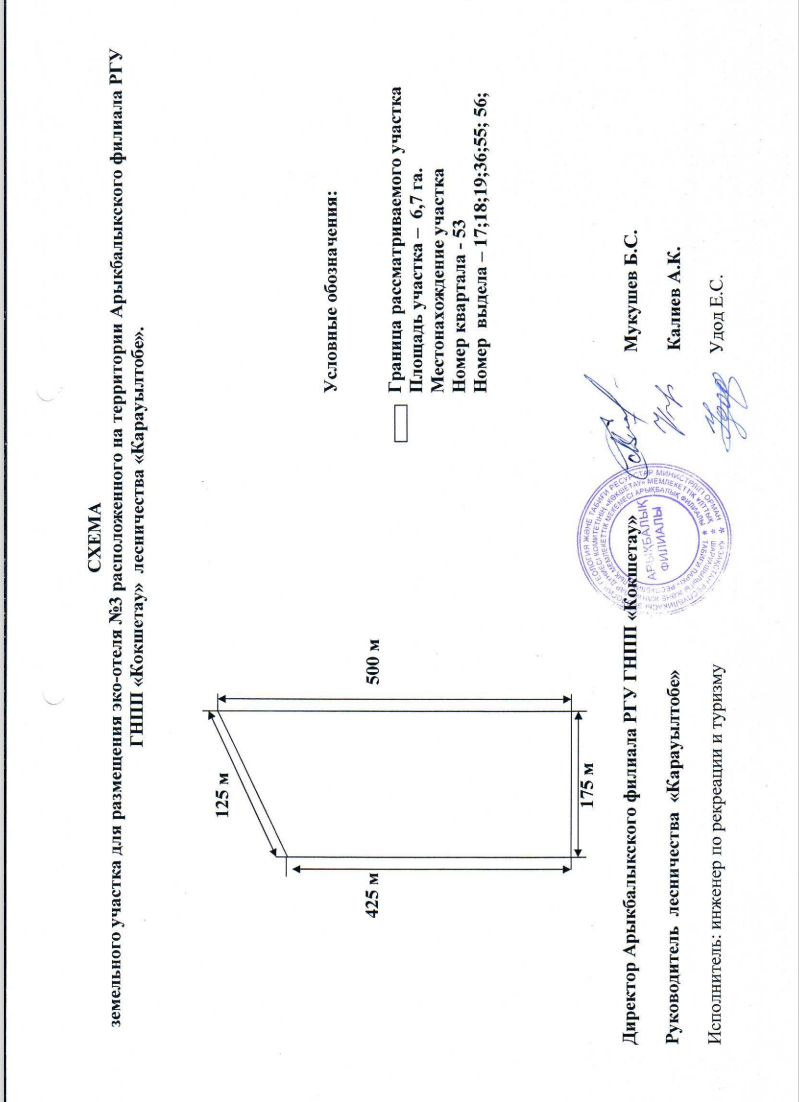 СХЕМА
земельного участка для размещения эко-отеля №3 расположенного на территории Арыкбалыкского филиала РГУ
ГНПП «Кокшетау» лесничества «Карауылтобе».
125 м
425 м
500 м
175 м
Условные обозначения:
Граница рассматриваемого участка
Площадь участка – 6,7 га.
Местонахождение участка
Номер квартала - 53
Номер выдела – 17;18;19;36;55; 56;
Директор Арыкбалыкского филиала РГУ ГНПП «Кокшетау» Мукушев Б.С.
Руководитель лесничества «Карауылтобе» Калиев А.К.
Исполнитель: инженер по рекреации и туризму Удод Е.С.
АРЫҚБАЛЫҚ
ФИЛИАЛЫ